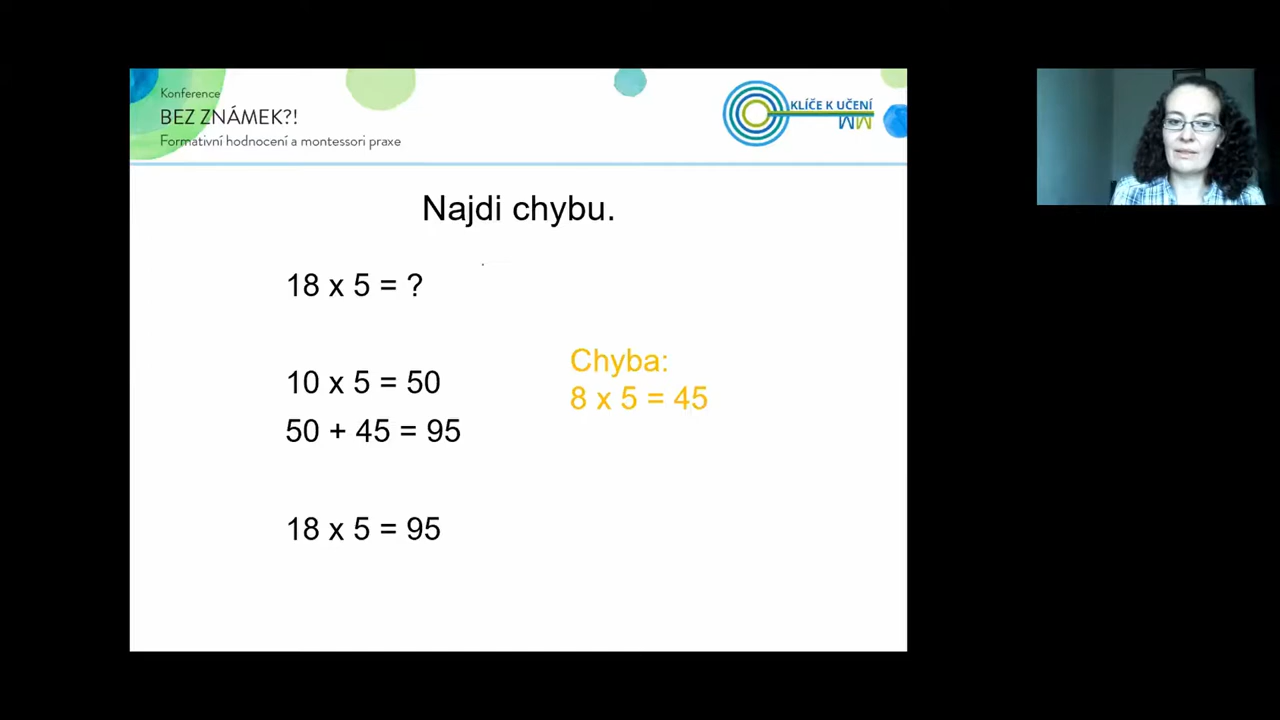 Konference
BEZ ZNÁMEK?!
Formativní hodnocení a montessori praxe
KLÍČE K UČENÍ
Najdi chybu.
18 x 5 = ?
10 x 5 = 50
50 + 45 = 95
Chyba:
8 x 5 = 45
18 x 5 = 95